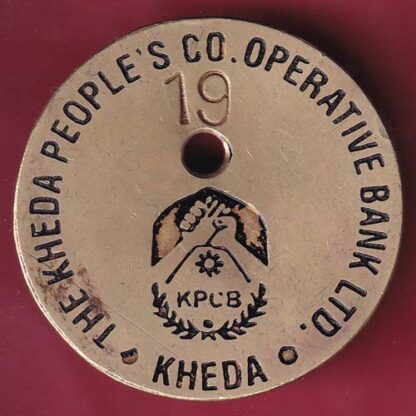 THE KHEDA PEOPLE'S CO. OPERATIVE BANK LTD.
19
KPCB
• KHEDA •